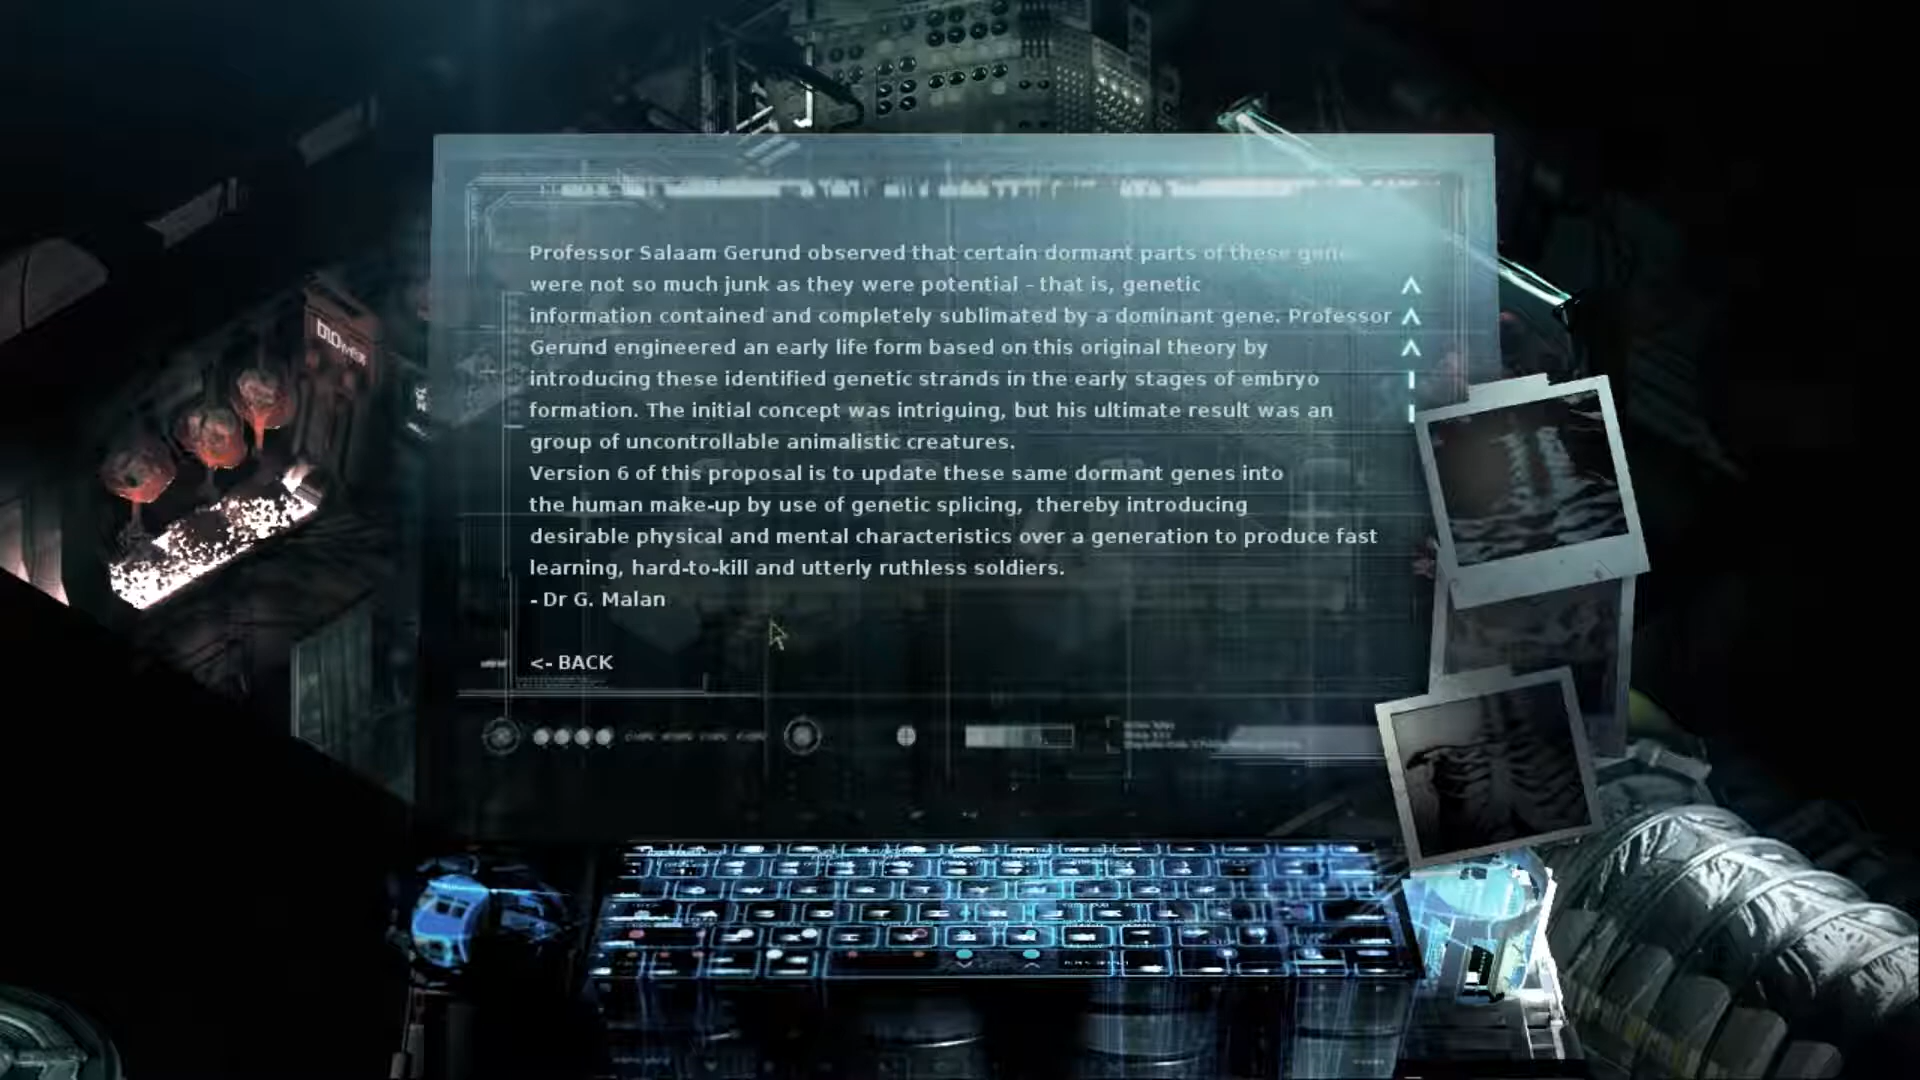 Professor Salaam Gerund observed that certain dormant parts of these gene
were not so much junk as they were potential – that is, genetic
information contained and completely sublimated by a dominant gene. Professor
Gerund engineered an early life form based on this original theory by
introducing these identified genetic strands in the early stages of embryo
formation. The initial concept was intriguing, but his ultimate result was an
group of uncontrollable animalistic creatures.
Version 6 of this proposal is to update these same dormant genes into
the human make-up by use of genetic splicing,  thereby introducing
desirable physical and mental characteristics over a generation to produce fast
learning, hard-to-kill and utterly ruthless soldiers.
- Dr G. Malan
<- BACK